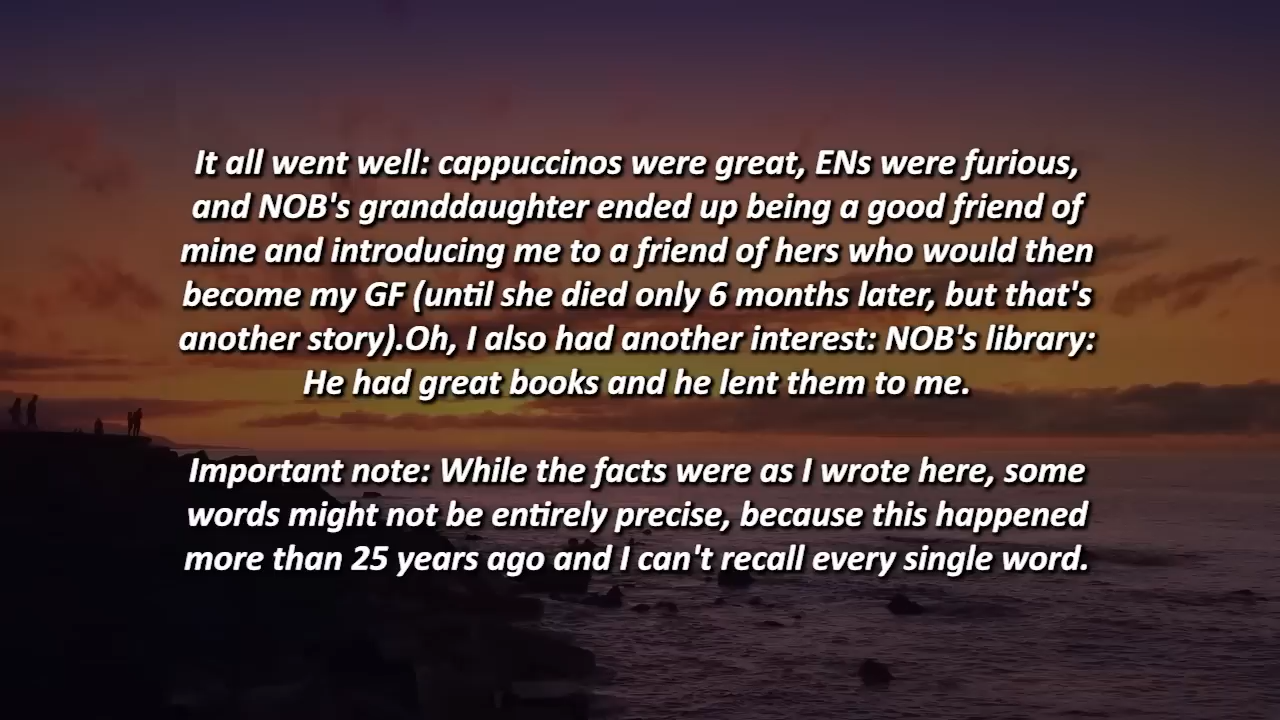 It all went well: cappuccinos were great, ENs were furious,
and NOB's granddaughter ended up being a good friend of
mine and introducing me to a friend of hers who would then
become my GF (until she died only 6 months later, but that's
another story).Oh, I also had another interest: NOB's library:
He had great books and he lent them to me.
Important note: While the facts were as I wrote here, some
words might not be entirely precise, because this happened
more than 25 years ago and I can't recall every single word.